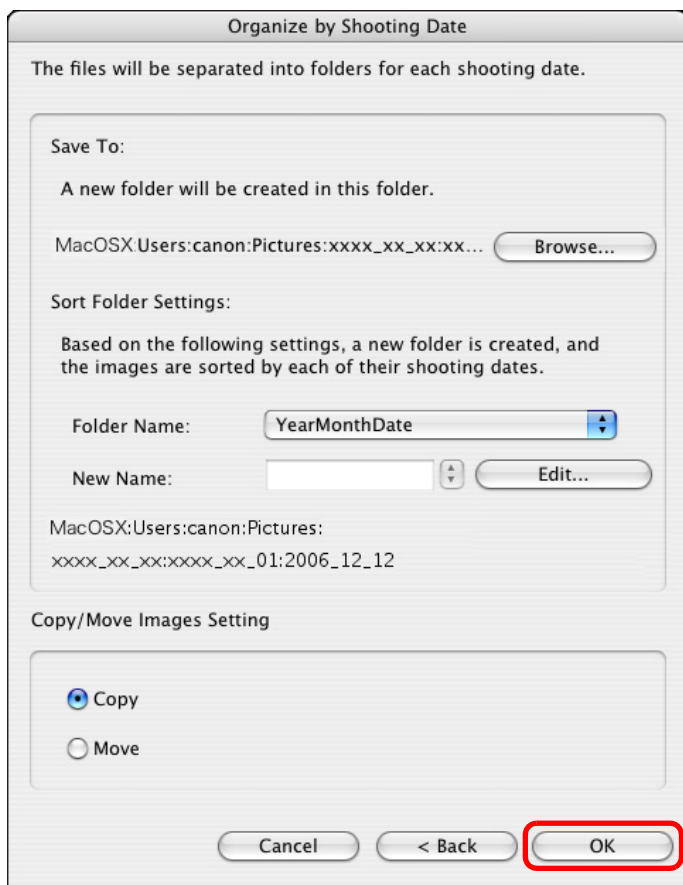 Organize by Shooting Date
The files will be separated into folders for each shooting date.
Save To:
A new folder will be created in this folder.
MacOSX:Users:canon:Pictures:xxxx_xx_xx:xx... Browse...
Sort Folder Settings:
Based on the following settings, a new folder is created, and
the images are sorted by each of their shooting dates.
Folder Name: YearMonthDate
New Name: Edit...
MacOSX:Users:canon:Pictures:
xxxx_xx_xx:xxxx_xx_01:2006_12_12
Copy/Move Images Setting
Copy
Move
Cancel < Back OK